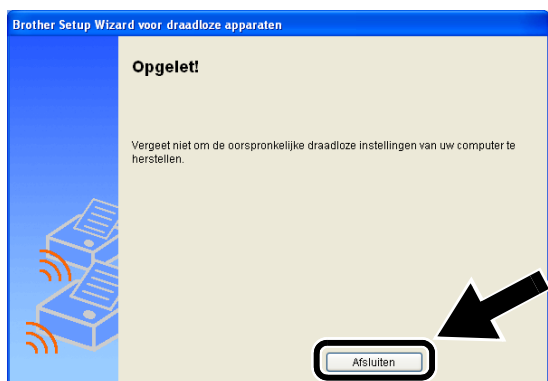 Brother Setup Wizard voor draadloze apparaten
Opgelet!
Vergeet niet om de oorspronkelijke draadloze instellingen van uw computer te
herstellen.
Afsluiten